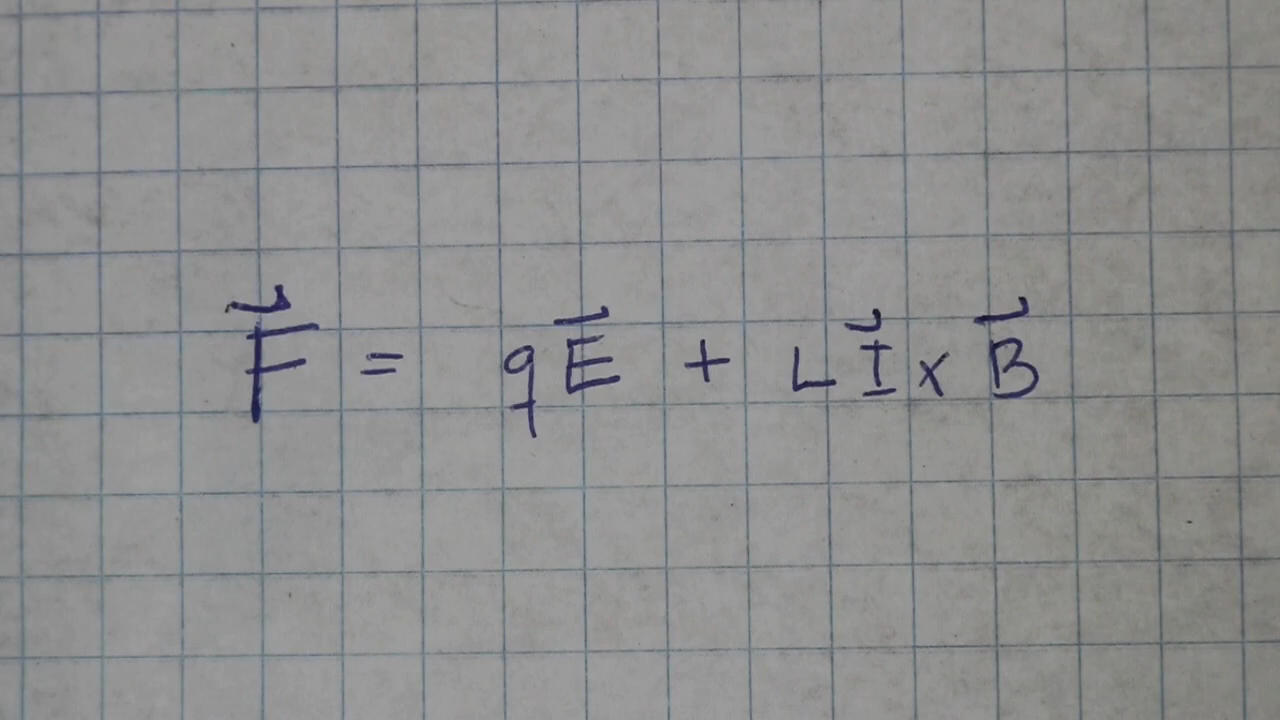 F⃗ = qE⃗ + LI⃗ × B⃗